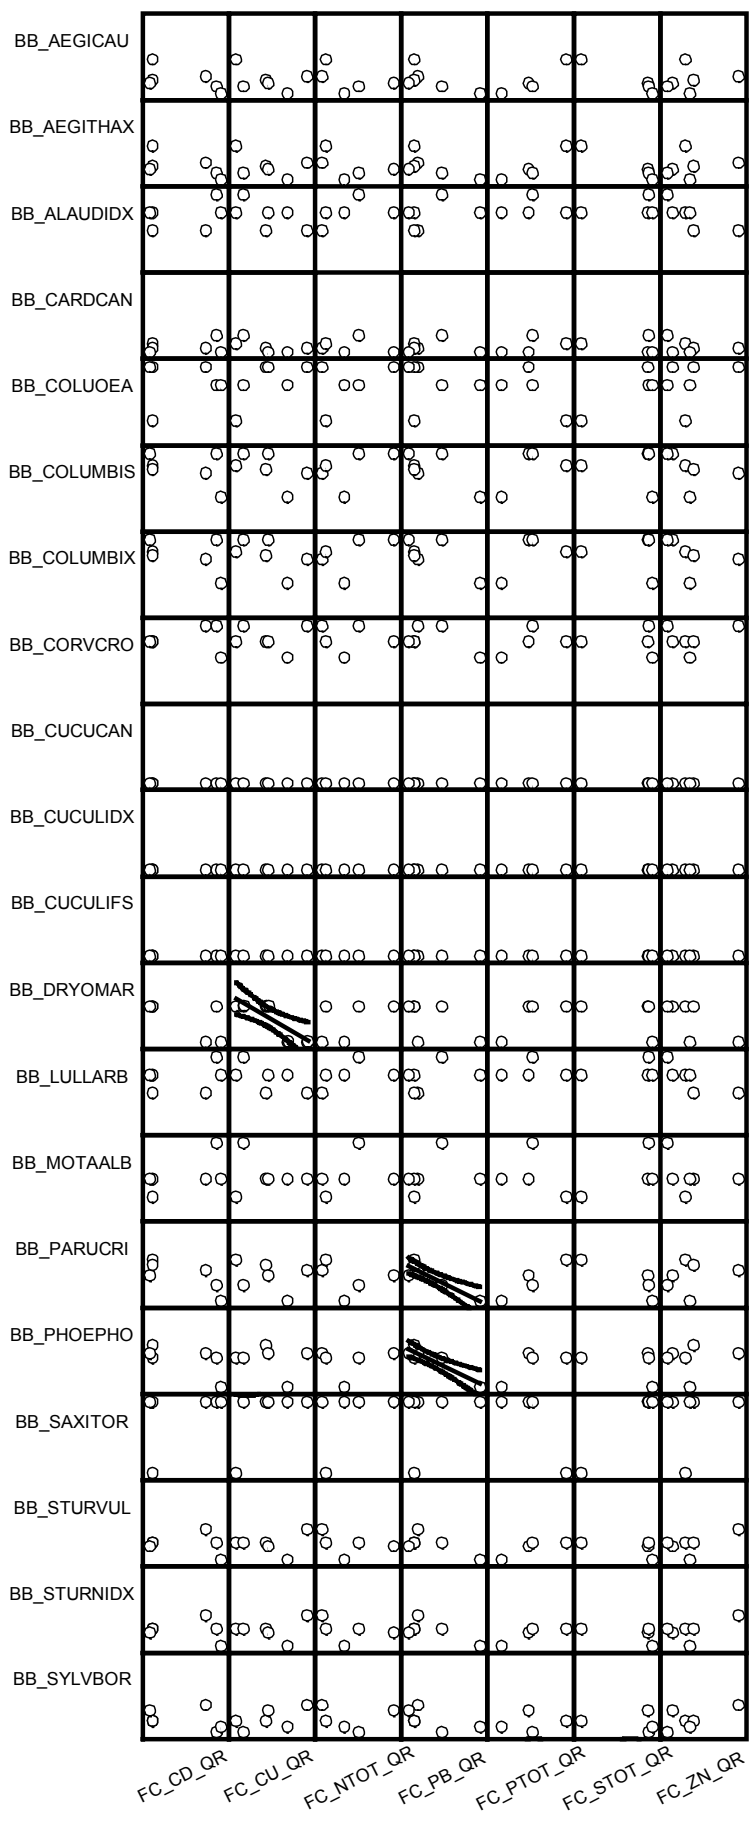 BB_AEGICAU
BB_AEGITHAX
BB_ALAUDIDX
BB_CARDCAN
BB_COLUOEA
BB_COLUMBIS
BB_COLUMBIX
BB_CORVCRO
BB_CUCUCAN
BB_CUCULIDX
BB_CUCULIFS
BB_DRYOMAR
BB_LULLARB
BB_MOTAALB
BB_PARUCRI
BB_PHOEPHO
BB_SAXITOR
BB_STURVUL
BB_STURNIDX
BB_SYLVBOR
FC_CD_QR
FC_CU_QR
FC_NTOT_QR
FC_PB_QR
FC_PTOT_QR
FC_STOT_QR
FC_ZN_QR